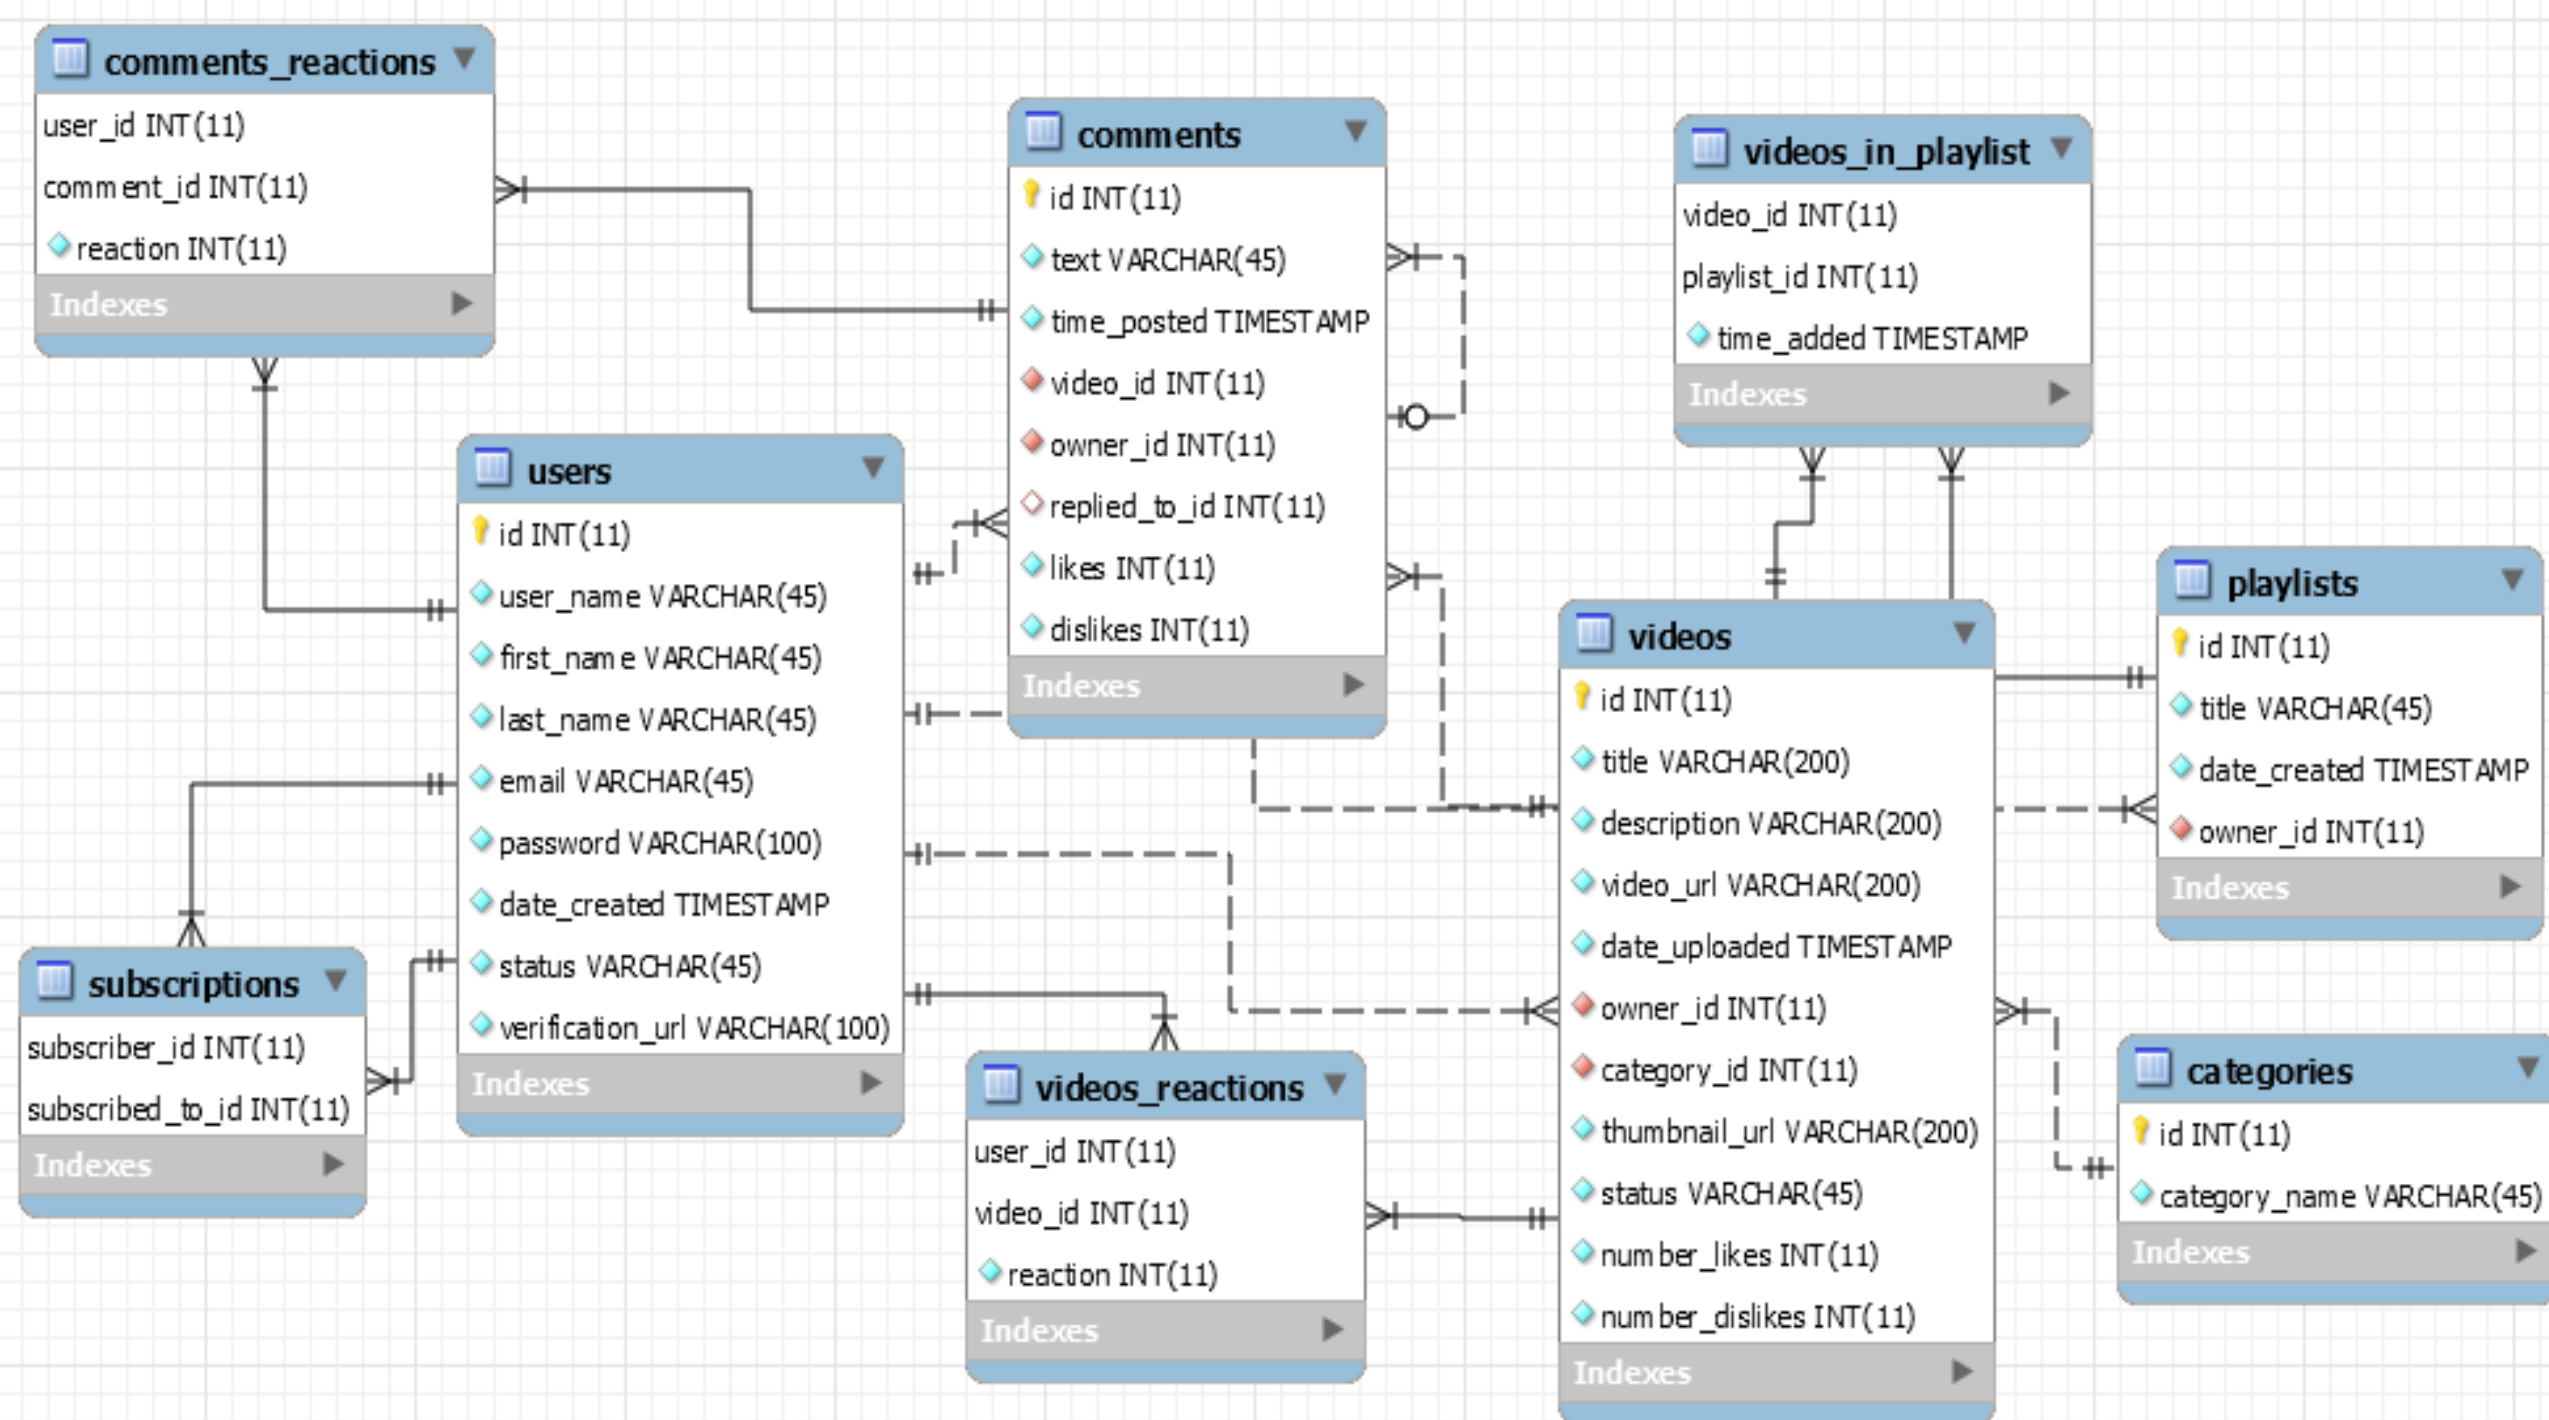 comments_reactions
user_id INT(11)
comment_id INT(11)
reaction INT(11)
Indexes
comments
id INT(11)
text VARCHAR(45)
time_posted TIMESTAMP
video_id INT(11)
owner_id INT(11)
replied_to_id INT(11)
likes INT(11)
dislikes INT(11)
Indexes
videos_in_playlist
video_id INT(11)
playlist_id INT(11)
time_added TIMESTAMP
Indexes
users
id INT(11)
user_name VARCHAR(45)
first_name VARCHAR(45)
last_name VARCHAR(45)
email VARCHAR(45)
password VARCHAR(100)
date_created TIMESTAMP
status VARCHAR(45)
verification_url VARCHAR(100)
Indexes
videos
id INT(11)
title VARCHAR(200)
description VARCHAR(200)
video_url VARCHAR(200)
date_uploaded TIMESTAMP
owner_id INT(11)
category_id INT(11)
thumbnail_url VARCHAR(200)
status VARCHAR(45)
number_likes INT(11)
number_dislikes INT(11)
Indexes
playlists
id INT(11)
title VARCHAR(45)
date_created TIMESTAMP
owner_id INT(11)
Indexes
subscriptions
subscriber_id INT(11)
subscribed_to_id INT(11)
Indexes
videos_reactions
user_id INT(11)
video_id INT(11)
reaction INT(11)
Indexes
categories
id INT(11)
category_name VARCHAR(45)
Indexes